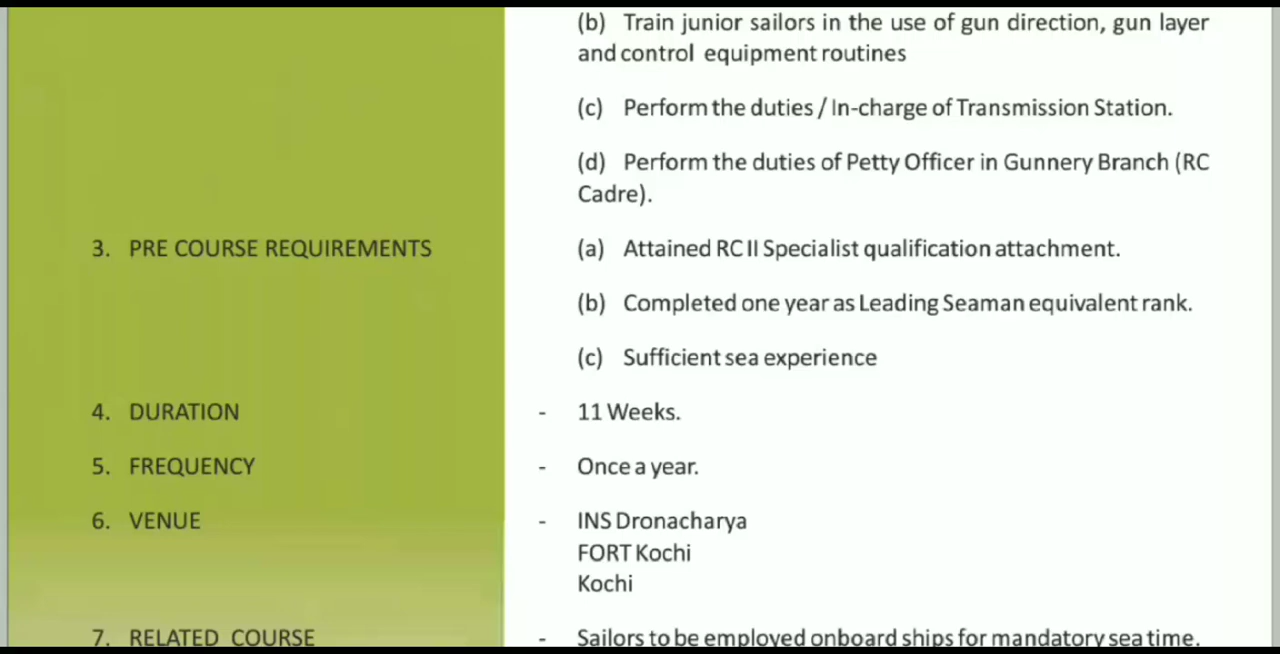 (b) Train junior sailors in the use of gun direction, gun layer
and control equipment routines
(c) Perform the duties / In-charge of Transmission Station.
(d) Perform the duties of Petty Officer in Gunnery Branch (RC
Cadre).
3. PRE COURSE REQUIREMENTS (a) Attained RC II Specialist qualification attachment.
(b) Completed one year as Leading Seaman equivalent rank.
(c) Sufficient sea experience
4. DURATION - 11 Weeks.
5. FREQUENCY - Once a year.
6. VENUE - INS Dronacharya
FORT Kochi
Kochi
7. RELATED COURSE - Sailors to be employed onboard ships for mandatory sea time.